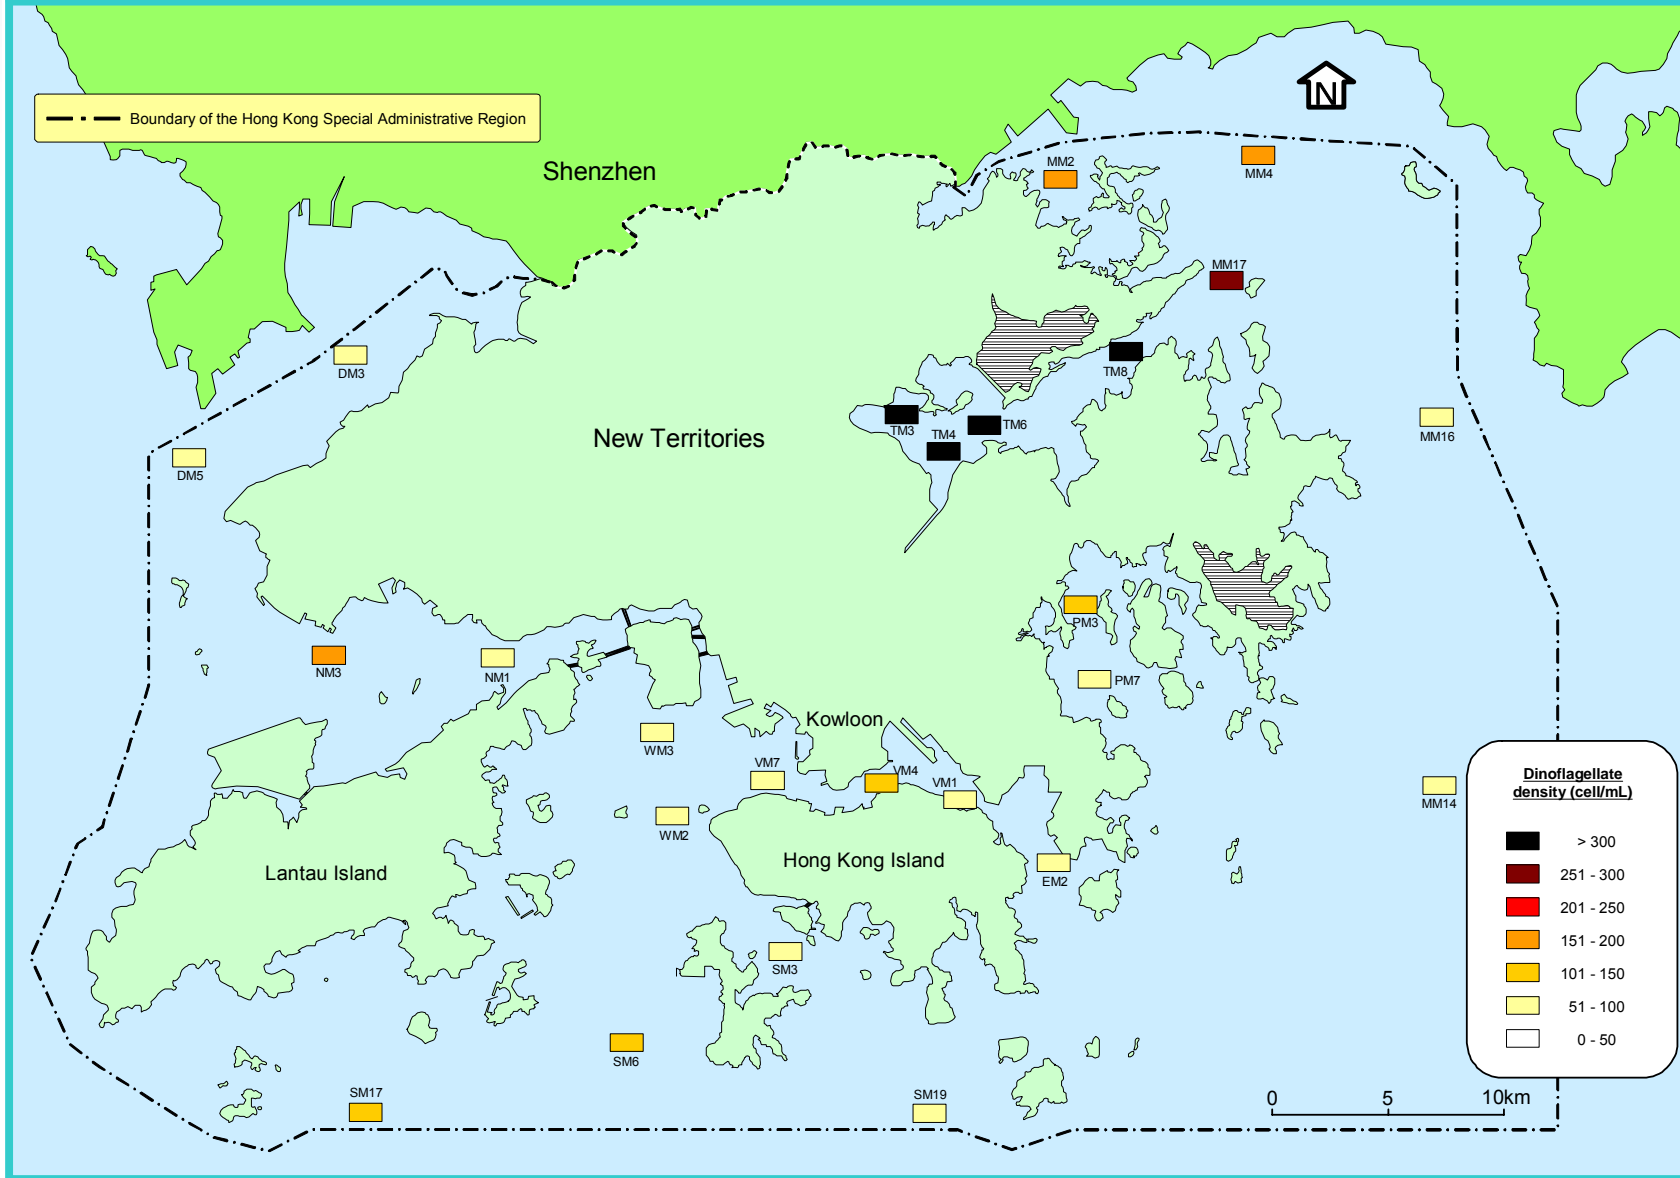 N
Boundary of the Hong Kong Special Administrative Region
Shenzhen
MM2
MM4
MM17
DM3
TM8
New Territories
TM3
TM4
TM6
MM16
DM5
PM3
NM3
NM1
PM7
Kowloon
WM3
VM7
VM4
VM1
MM14
WM2
Lantau Island
Hong Kong Island
EM2
SM3
SM6
SM17
SM19
Dinoflagellate
density (cell/mL)
> 300
251 - 300
201 - 250
151 - 200
101 - 150
51 - 100
0 - 50
0 5 10km